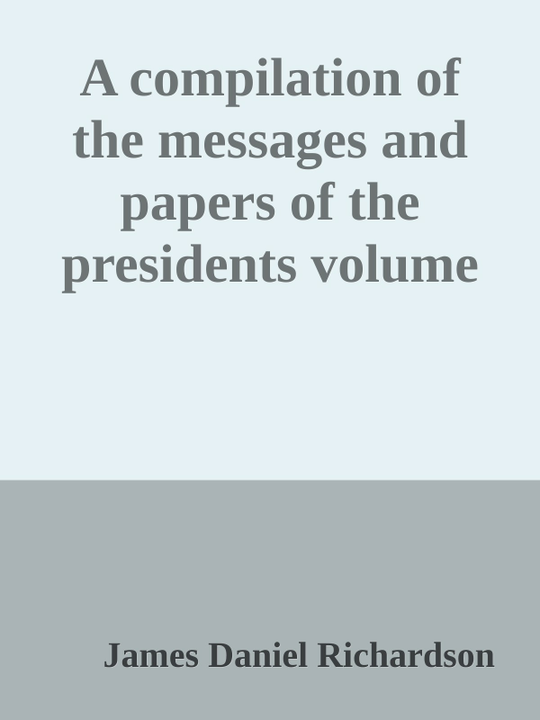 A compilation of
the messages and
papers of the
presidents volume
James Daniel Richardson